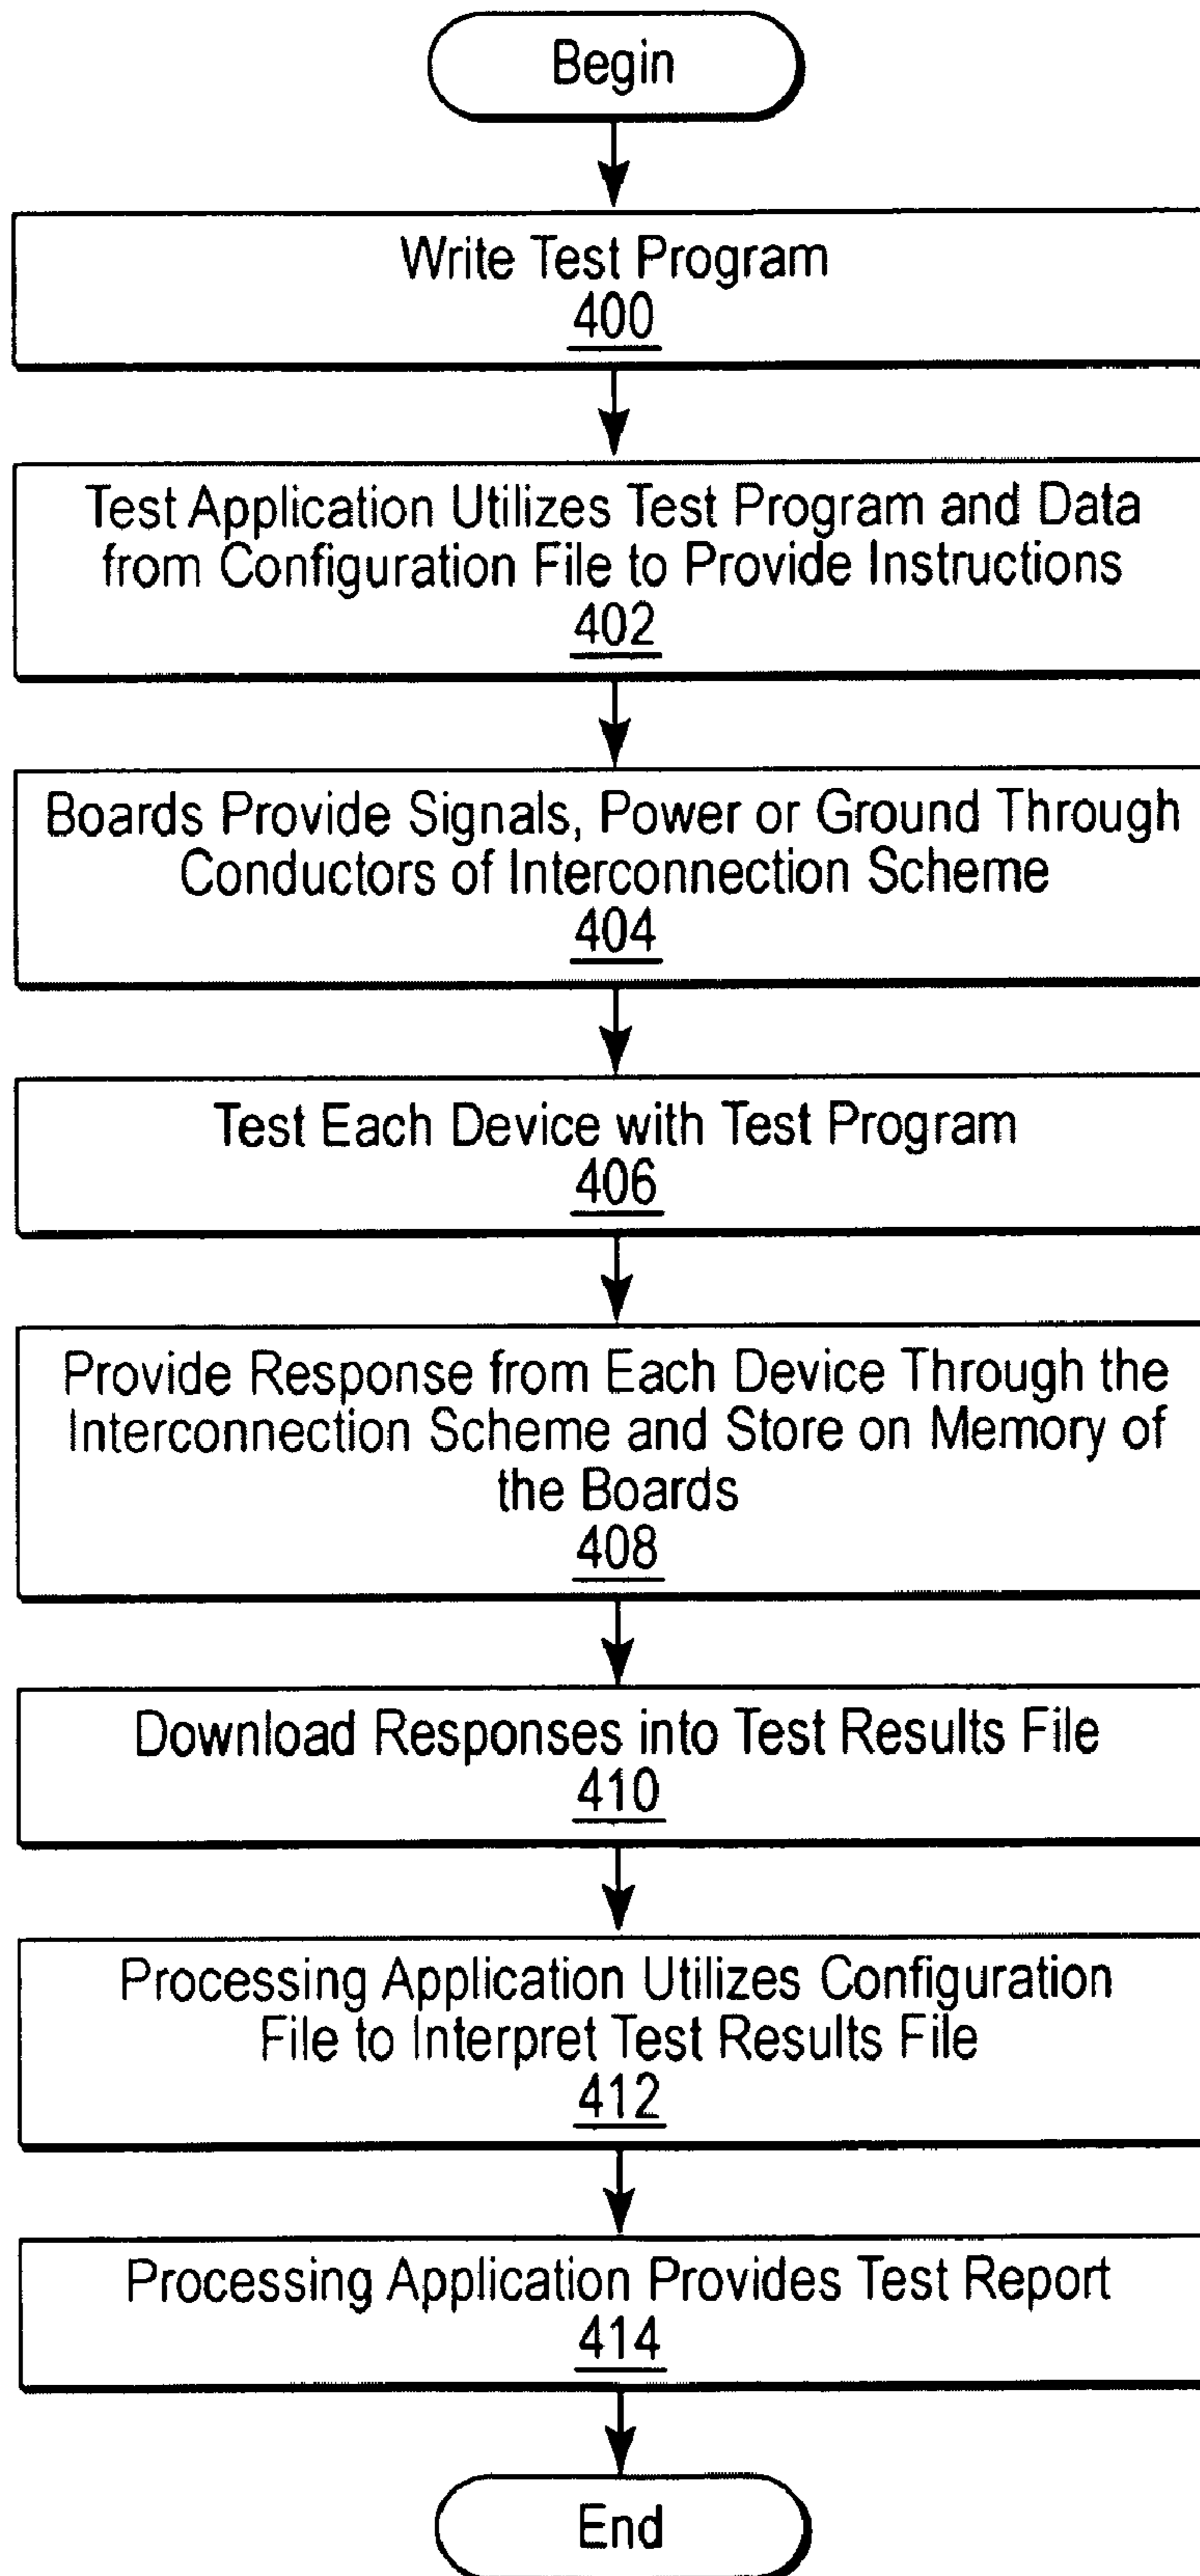 Begin
Write Test Program
400
Test Application Utilizes Test Program and Data
from Configuration File to Provide Instructions
402
Boards Provide Signals, Power or Ground Through
Conductors of Interconnection Scheme
404
Test Each Device with Test Program
406
Provide Response from Each Device Through the
Interconnection Scheme and Store on Memory of
the Boards
408
Download Responses into Test Results File
410
Processing Application Utilizes Configuration
File to Interpret Test Results File
412
Processing Application Provides Test Report
414
End